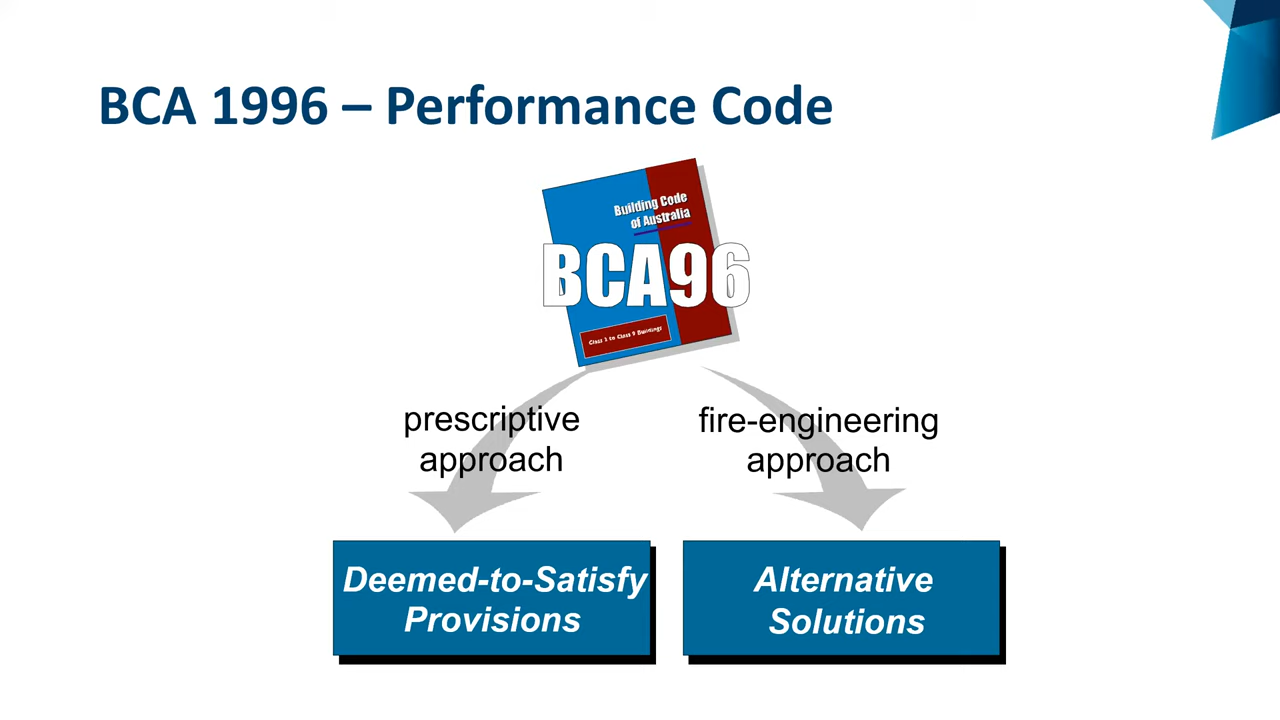 BCA 1996 – Performance Code
Building Code
of Australia
BCA96
Class 1 to Class 9 Buildings
prescriptive
approach
fire-engineering
approach
Deemed-to-Satisfy
Provisions
Alternative
Solutions